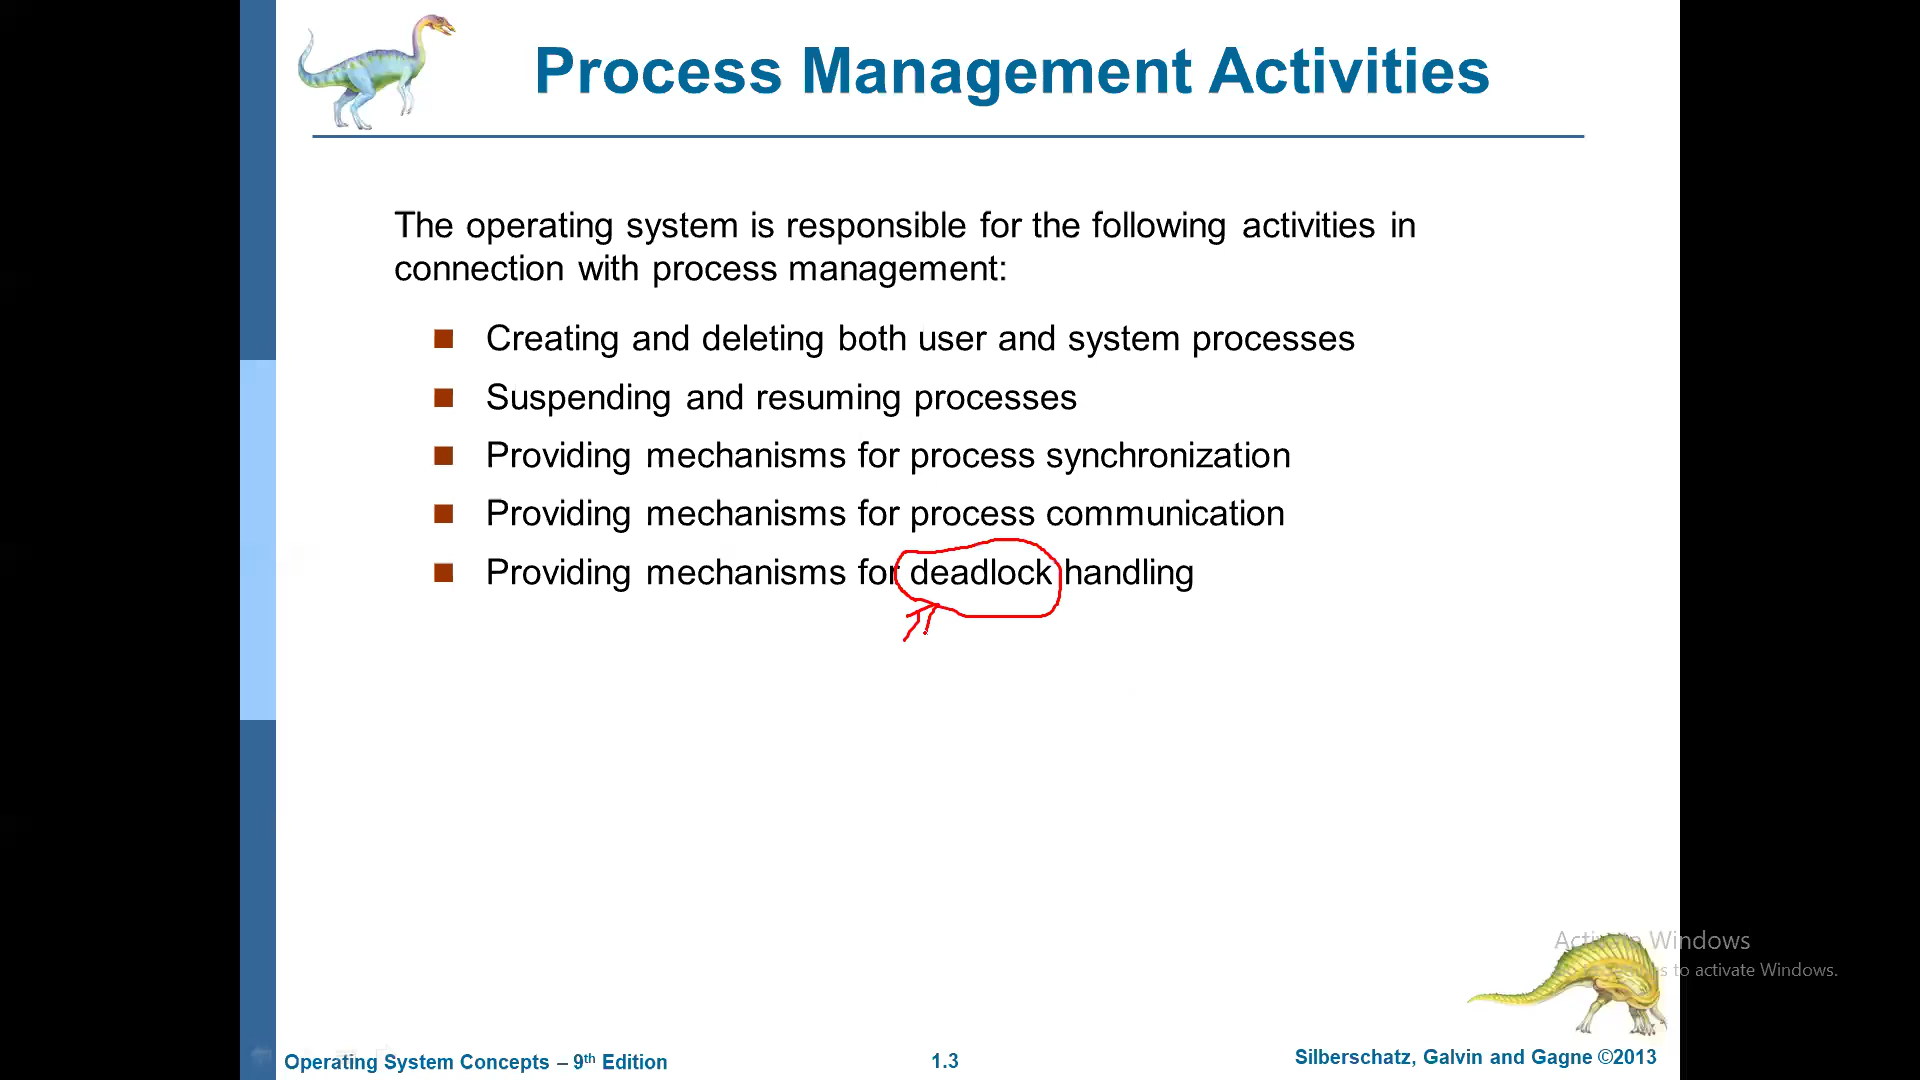 Process Management Activities
The operating system is responsible for the following activities in
connection with process management:
Creating and deleting both user and system processes
Suspending and resuming processes
Providing mechanisms for process synchronization
Providing mechanisms for process communication
Providing mechanisms for deadlock handling
Activate Windows
to activate Windows.
Operating System Concepts – 9th Edition
1.3
Silberschatz, Galvin and Gagne ©2013